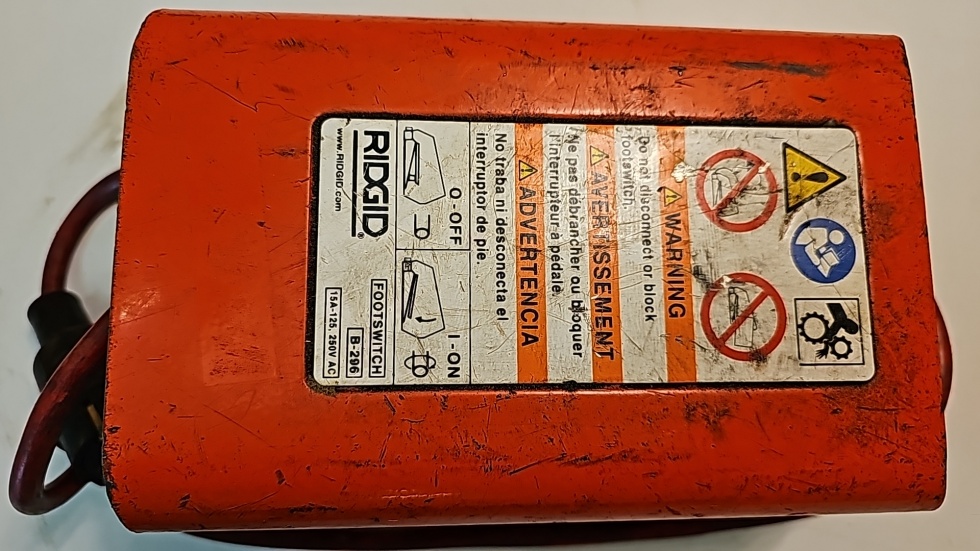 WARNING
Do not disconnect or block
footswitch.
AVERTISSEMENT
Ne pas débrancher ou bloquer
l'interrupteur a pédale.
ADVERTENCIA
No traba ni desconecta el
interruptor de pie.
O - OFF
I - ON
RIDGID®
www.RIDGID.com
FOOTSWITCH
B-296
15A-125, 250V AC